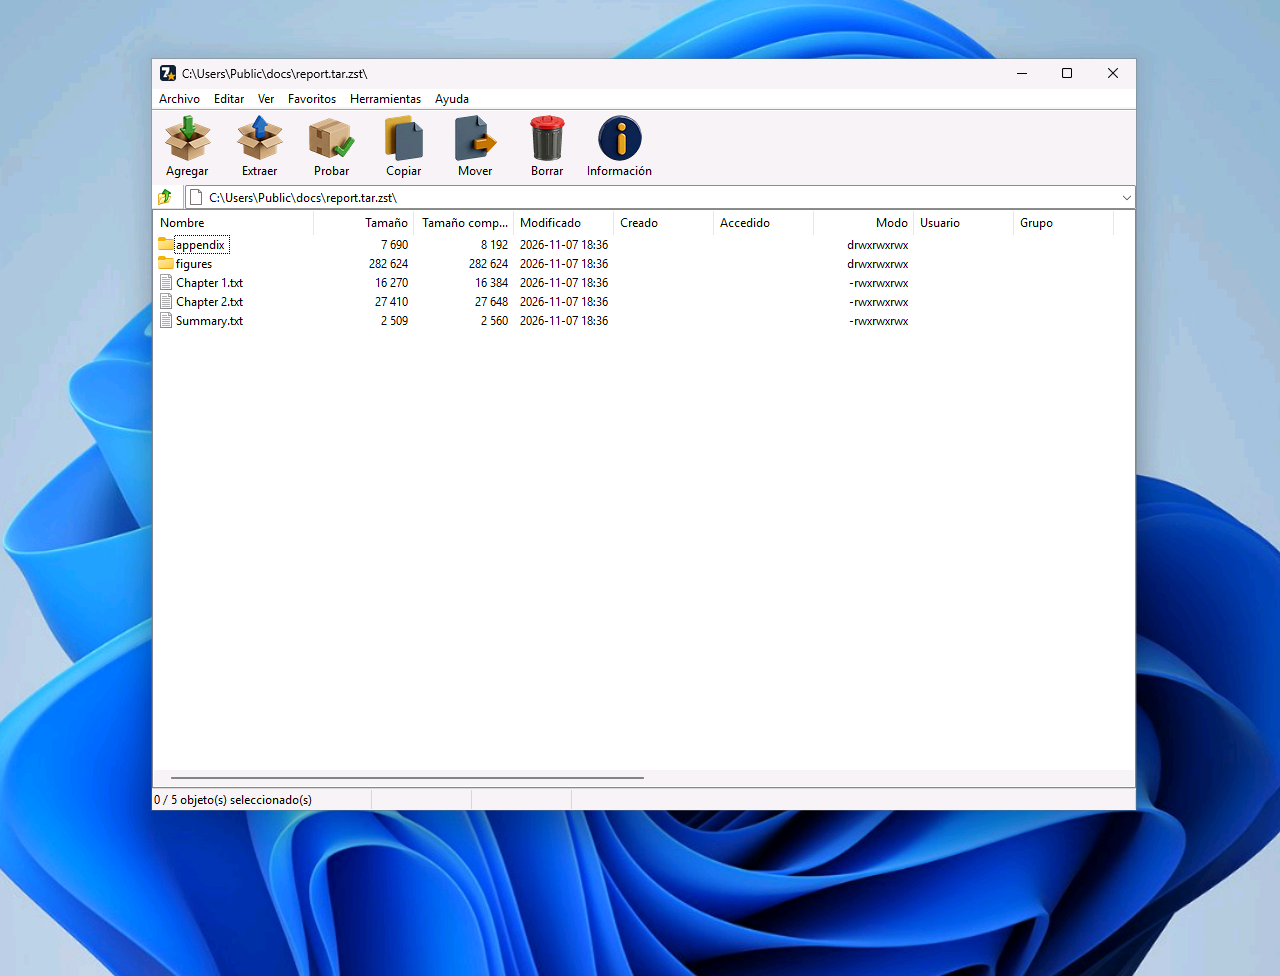 C:\Users\Public\docs\report.tar.zst\
Archivo Editar Ver Favoritos Herramientas Ayuda
Agregar Extraer Probar Copiar Mover Borrar Información
C:\Users\Public\docs\report.tar.zst\
Nombre Tamaño Tamaño comp... Modificado Creado Accedido Modo Usuario Grupo
appendix 7 690 8 192 2026-11-07 18:36 drwxrwxrwx
figures 282 624 282 624 2026-11-07 18:36 drwxrwxrwx
Chapter 1.txt 16 270 16 384 2026-11-07 18:36 -rwxrwxrwx
Chapter 2.txt 27 410 27 648 2026-11-07 18:36 -rwxrwxrwx
Summary.txt 2 509 2 560 2026-11-07 18:36 -rwxrwxrwx
0 / 5 objeto(s) seleccionado(s)